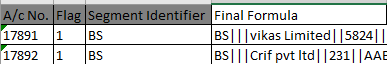 A/c No. Flag Segment Identifier Final Formula
17891 1 BS BS|||vikas Limited||5824||
17892 1 BS BS|||Crif pvt ltd||231||AAE